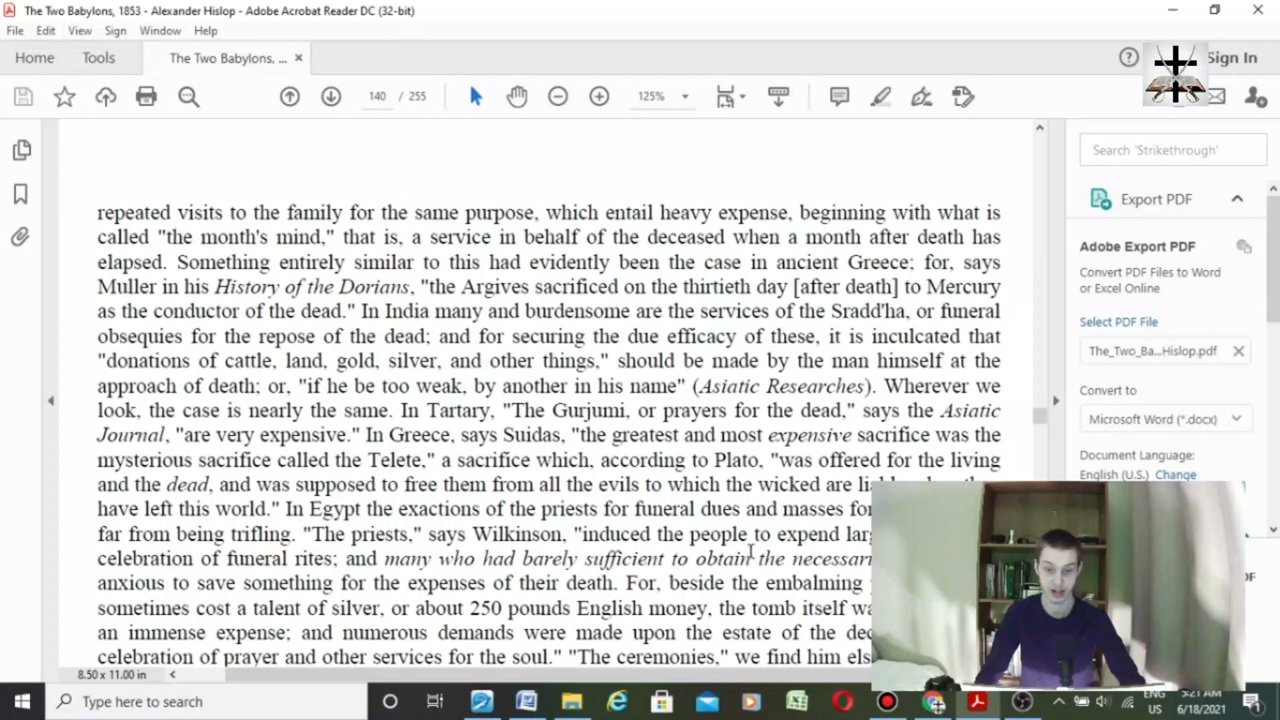 The Two Babylons, 1853 - Alexander Hislop - Adobe Acrobat Reader DC (32-bit)
File Edit View Sign Window Help
Home Tools The Two Babylons, ... Sign In
140 / 255 125%
Search 'Strikethrough'
Export PDF
Adobe Export PDF
Convert PDF Files to Word
or Excel Online
Select PDF File
The_Two_Ba...Hislop.pdf
Convert to
Microsoft Word (*.docx)
Document Language:
English (U.S.) Change
repeated visits to the family for the same purpose, which entail heavy expense, beginning with what is
called "the month's mind," that is, a service in behalf of the deceased when a month after death has
elapsed. Something entirely similar to this had evidently been the case in ancient Greece; for, says
Muller in his History of the Dorians, "the Argives sacrificed on the thirtieth day [after death] to Mercury
as the conductor of the dead." In India many and burdensome are the services of the Sradd'ha, or funeral
obsequies for the repose of the dead; and for securing the due efficacy of these, it is inculcated that
"donations of cattle, land, gold, silver, and other things," should be made by the man himself at the
approach of death; or, "if he be too weak, by another in his name" (Asiatic Researches). Wherever we
look, the case is nearly the same. In Tartary, "The Gurjumi, or prayers for the dead," says the Asiatic
Journal, "are very expensive." In Greece, says Suidas, "the greatest and most expensive sacrifice was the
mysterious sacrifice called the Telete," a sacrifice which, according to Plato, "was offered for the living
and the dead, and was supposed to free them from all the evils to which the wicked are
have left this world." In Egypt the exactions of the priests for funeral dues and masses for
far from being trifling. "The priests," says Wilkinson, "induced the people to expend
celebration of funeral rites; and many who had barely sufficient to obtain the
anxious to save something for the expenses of their death. For, beside the embalming
sometimes cost a talent of silver, or about 250 pounds English money, the tomb itself
an immense expense; and numerous demands were made upon the estate of the
celebration of prayer and other services for the soul." "The ceremonies," we find him
8.50 x 11.00 in
Type here to search
ENG
US
5:21 AM
6/18/2021